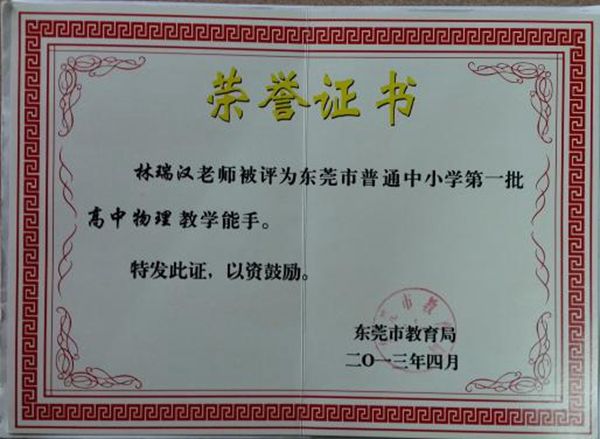 荣誉证书
林瑞汉老师被评为东莞市普通中小学第一批
高中物理教学能手。
特发此证，以资鼓励。
东莞市教育局
二〇一三年四月